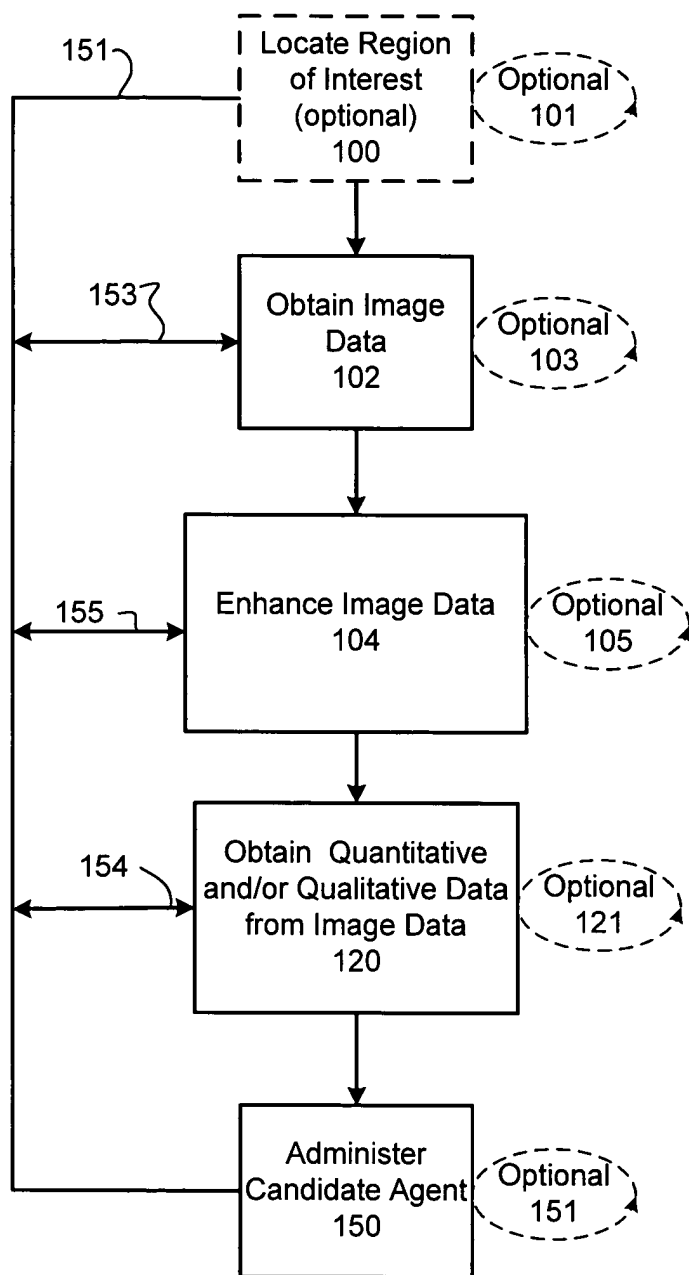 151
Locate Region
of Interest
(optional)
100
Optional
101
153
Obtain Image
Data
102
Optional
103
155
Enhance Image Data
104
Optional
105
154
Obtain Quantitative
and/or Qualitative Data
from Image Data
120
Optional
121
Administer
Candidate Agent
150
Optional
151